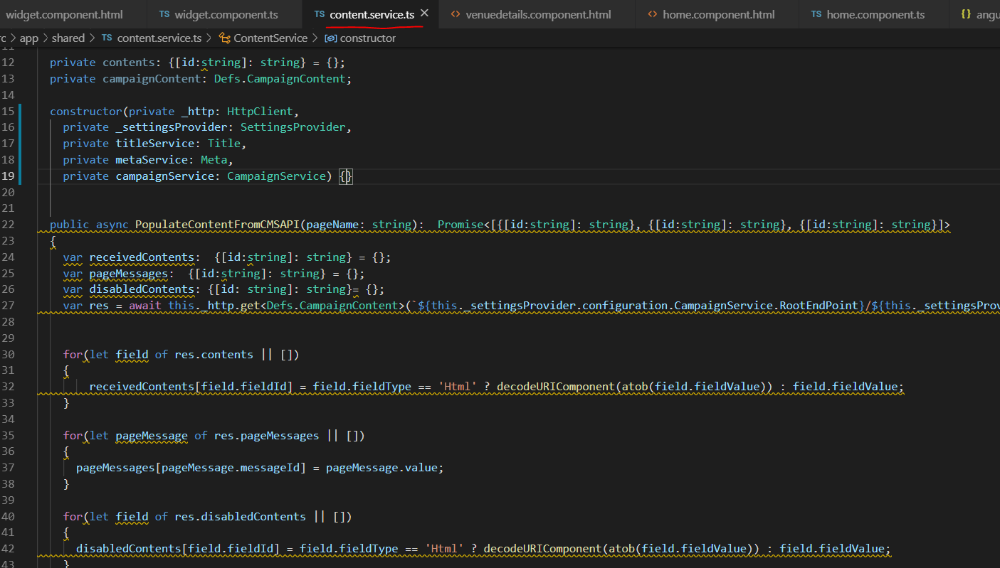 widget.component.html TS widget.component.ts TS content.service.ts × <> venuedetails.component.html <> home.component.html TS home.component.ts {} angu
rc > app > shared > TS content.service.ts > ContentService > constructor
11
12 private contents: {[id:string]: string} = {};
13 private campaignContent: Defs.CampaignContent;
14
15 constructor(private _http: HttpClient,
16 private _settingsProvider: SettingsProvider,
17 private titleService: Title,
18 private metaService: Meta,
19 private campaignService: CampaignService) {}
20
21
22 public async PopulateContentFromCMSAPI(pageName: string):  Promise<[{[id:string]: string}, {[id:string]: string}, {[id:string]: string}]>
23 {
24 var receivedContents:  {[id:string]: string} = {};
25 var pageMessages:  {[id:string]: string} = {};
26 var disabledContents: {[id: string]: string}= {};
27 var res = await this._http.get<Defs.CampaignContent>(`${this._settingsProvider.configuration.CampaignService.RootEndPoint}/${this._settingsProv
28
29
30 for(let field of res.contents || [])
31 {
32 receivedContents[field.fieldId] = field.fieldType == 'Html' ? decodeURIComponent(atob(field.fieldValue)) : field.fieldValue;
33 }
34
35 for(let pageMessage of res.pageMessages || [])
36 {
37 pageMessages[pageMessage.messageId] = pageMessage.value;
38 }
39
40 for(let field of res.disabledContents || [])
41 {
42 disabledContents[field.fieldId] = field.fieldType == 'Html' ? decodeURIComponent(atob(field.fieldValue)) : field.fieldValue;
43 }